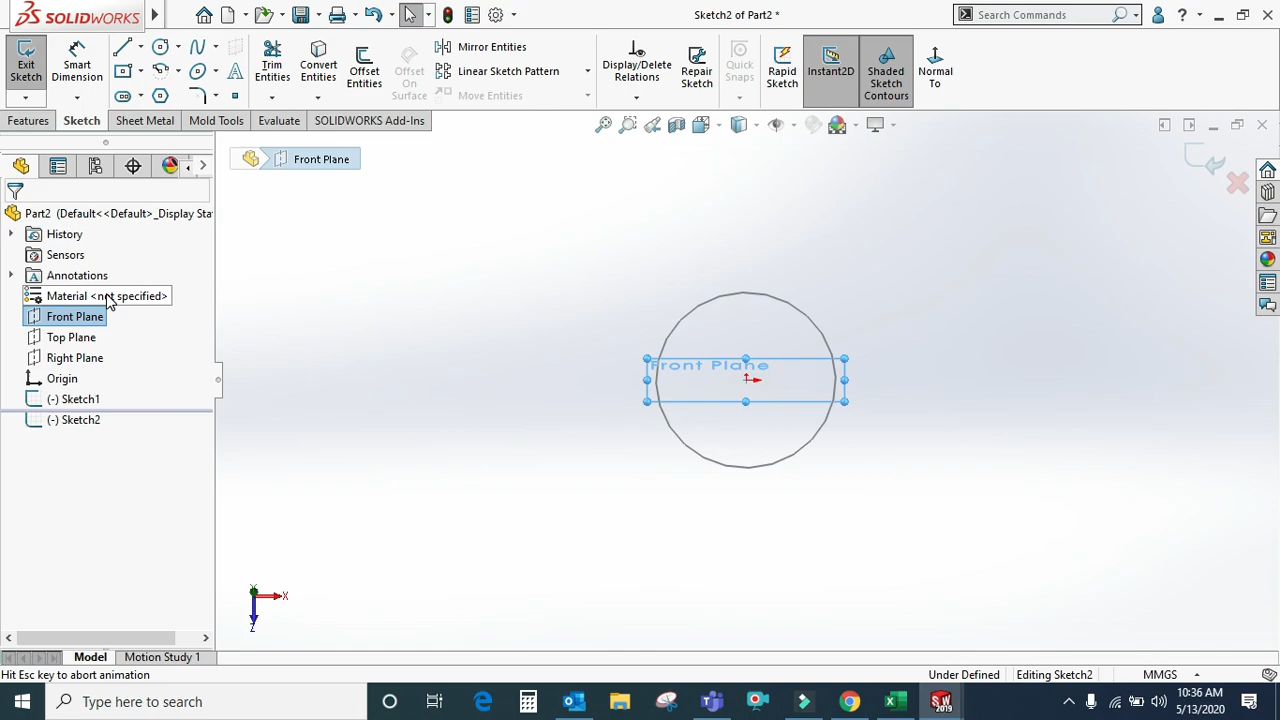 SOLIDWORKS
Sketch2 of Part2 *
Search Commands
Exit Sketch
Smart Dimension
Trim Entities
Convert Entities
Offset Entities
Offset On Surface
Mirror Entities
Linear Sketch Pattern
Move Entities
Display/Delete Relations
Repair Sketch
Quick Snaps
Rapid Sketch
Instant2D
Shaded Sketch Contours
Normal To
Features
Sketch
Sheet Metal
Mold Tools
Evaluate
SOLIDWORKS Add-Ins
Front Plane
Part2 (Default<<Default>_Display Sta
History
Sensors
Annotations
Material <not specified>
Front Plane
Top Plane
Right Plane
Origin
(-) Sketch1
(-) Sketch2
Front Plane
X
Z
Model
Motion Study 1
Hit Esc key to abort animation
Under Defined
Editing Sketch2
MMGS
Type here to search
SW
2019
10:36 AM
5/13/2020